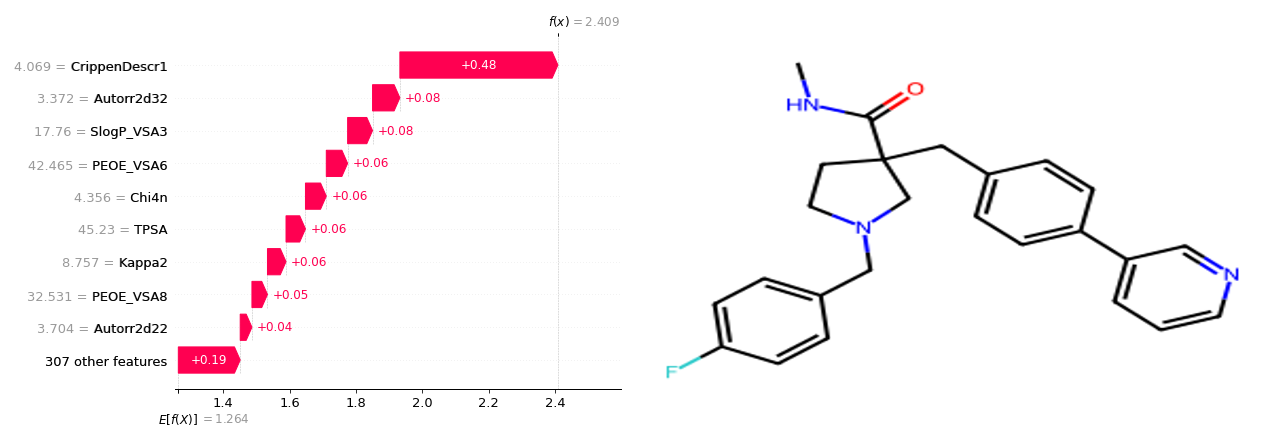 f(x) = 2.409
4.069 = CrippenDescr1
+0.48
3.372 = Autorr2d32
+0.08
17.76 = SlogP_VSA3
+0.08
42.465 = PEOE_VSA6
+0.06
4.356 = Chi4n
+0.06
45.23 = TPSA
+0.06
8.757 = Kappa2
+0.06
32.531 = PEOE_VSA8
+0.05
3.704 = Autorr2d22
+0.04
307 other features
+0.19
1.4 1.6 1.8 2.0 2.2 2.4
E[f(X)] = 1.264
O
HN
N
N
F